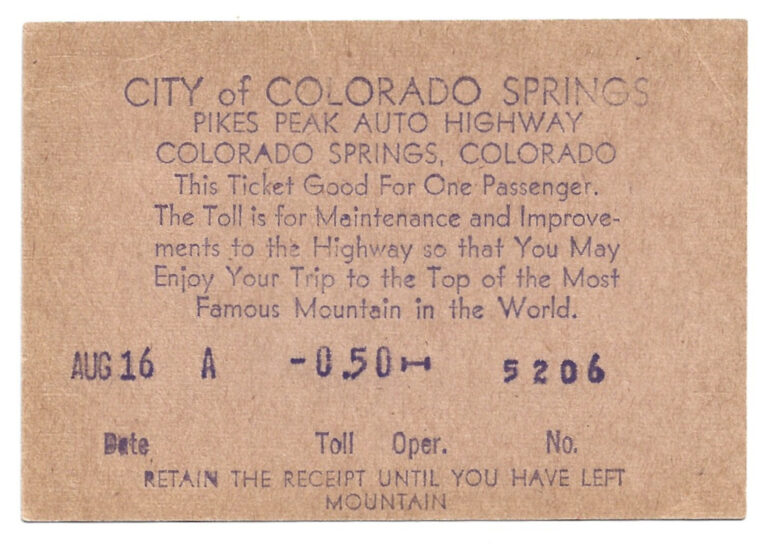 CITY of COLORADO SPRINGS
PIKES PEAK AUTO HIGHWAY
COLORADO SPRINGS, COLORADO
This Ticket Good For One Passenger.
The Toll is for Maintenance and Improve-
ments to the Highway so that You May
Enjoy Your Trip to the Top of the Most
Famous Mountain in the World.
AUG 16 A -0.50 H 5206
Date Toll Oper. No.
RETAIN THE RECEIPT UNTIL YOU HAVE LEFT
MOUNTAIN